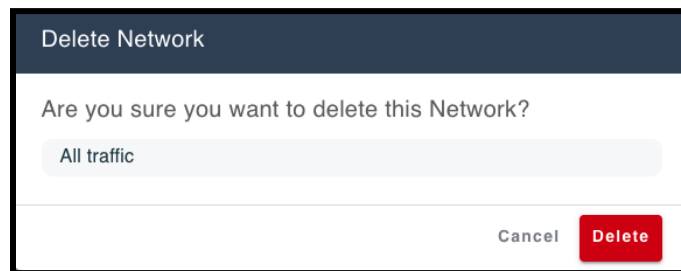 Delete Network
Are you sure you want to delete this Network?
All traffic
Cancel Delete